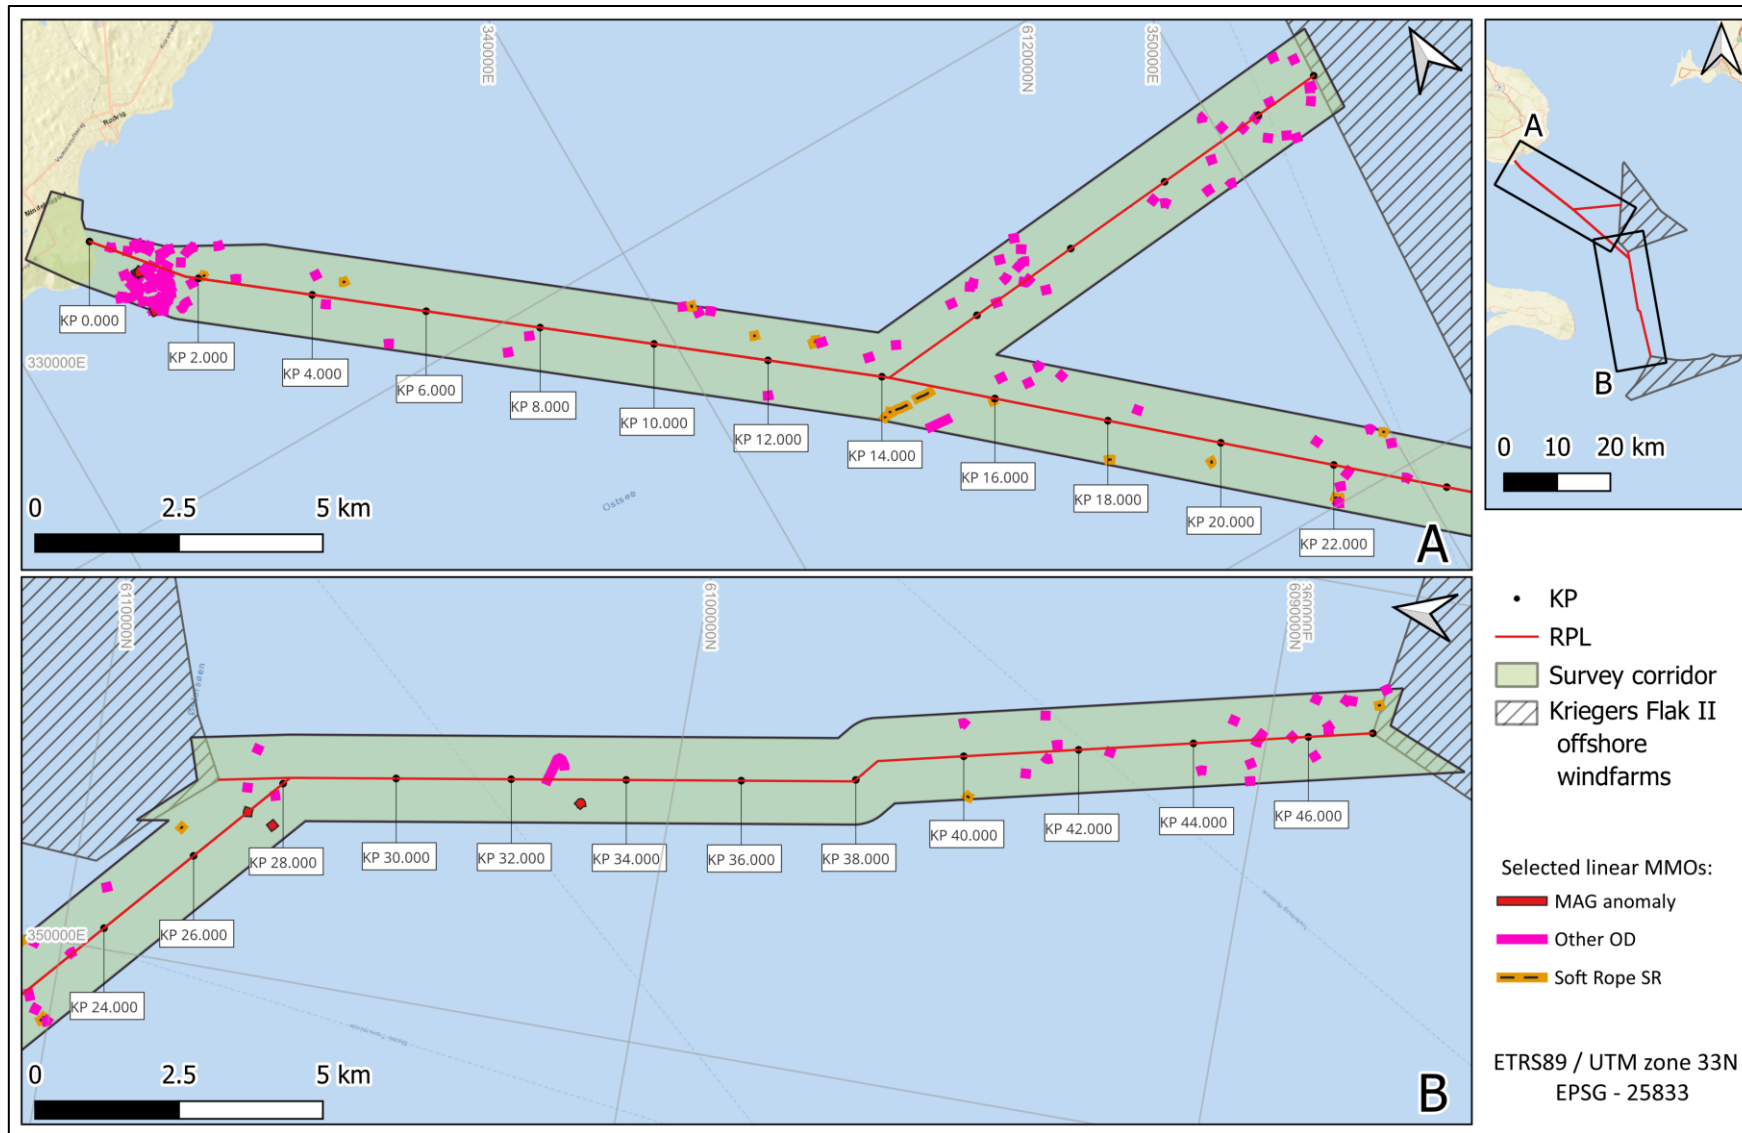 340000E
6120000N
350000E
Rødvig
330000E
KP 0.000
KP 2.000
KP 4.000
KP 6.000
KP 8.000
KP 10.000
KP 12.000
KP 14.000
KP 16.000
KP 18.000
KP 20.000
KP 22.000
Ostsee
0 2.5 5 km
A
A
B
0 10 20 km
6110000N
6100000N
360000E
6090000N
350000E
KP 24.000
KP 26.000
KP 28.000
KP 30.000
KP 32.000
KP 34.000
KP 36.000
KP 38.000
KP 40.000
KP 42.000
KP 44.000
KP 46.000
0 2.5 5 km
B
KP
RPL
Survey corridor
Kriegers Flak II
offshore
windfarms
Selected linear MMOs:
MAG anomaly
Other OD
Soft Rope SR
ETRS89 / UTM zone 33N
EPSG - 25833